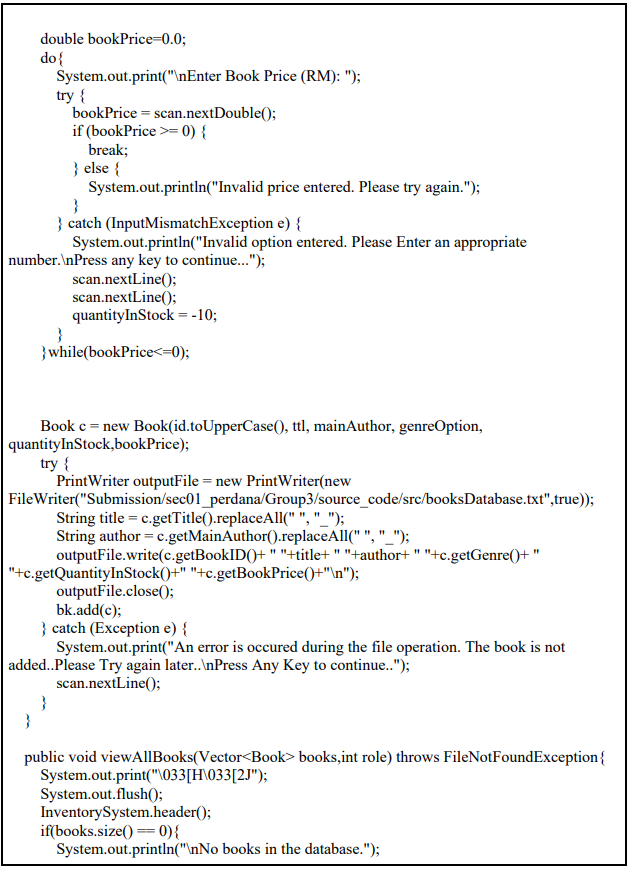 double bookPrice=0.0;
do{
System.out.print("\nEnter Book Price (RM): ");
try {
bookPrice = scan.nextDouble();
if (bookPrice >= 0) {
break;
} else {
System.out.println("Invalid price entered. Please try again.");
}
} catch (InputMismatchException e) {
System.out.println("Invalid option entered. Please Enter an appropriate
number.\nPress any key to continue...");
scan.nextLine();
scan.nextLine();
quantityInStock = -10;
}
}while(bookPrice<=0);
Book c = new Book(id.toUpperCase(), ttl, mainAuthor, genreOption,
quantityInStock,bookPrice);
try {
PrintWriter outputFile = new PrintWriter(new
FileWriter("Submission/sec01_perdana/Group3/source_code/src/booksDatabase.txt",true));
String title = c.getTitle().replaceAll(" ", "_");
String author = c.getMainAuthor().replaceAll(" ", "_");
outputFile.write(c.getBookID()+ " "+title+ " "+author+ " "+c.getGenre()+ "
"+c.getQuantityInStock()+" "+c.getBookPrice()+"\n");
outputFile.close();
bk.add(c);
} catch (Exception e) {
System.out.print("An error is occured during the file operation. The book is not
added..Please Try again later..\nPress Any Key to continue..");
scan.nextLine();
}
}
public void viewAllBooks(Vector<Book> books,int role) throws FileNotFoundException{
System.out.print("\033[H\033[2J");
System.out.flush();
InventorySystem.header();
if(books.size() == 0){
System.out.println("\nNo books in the database.");